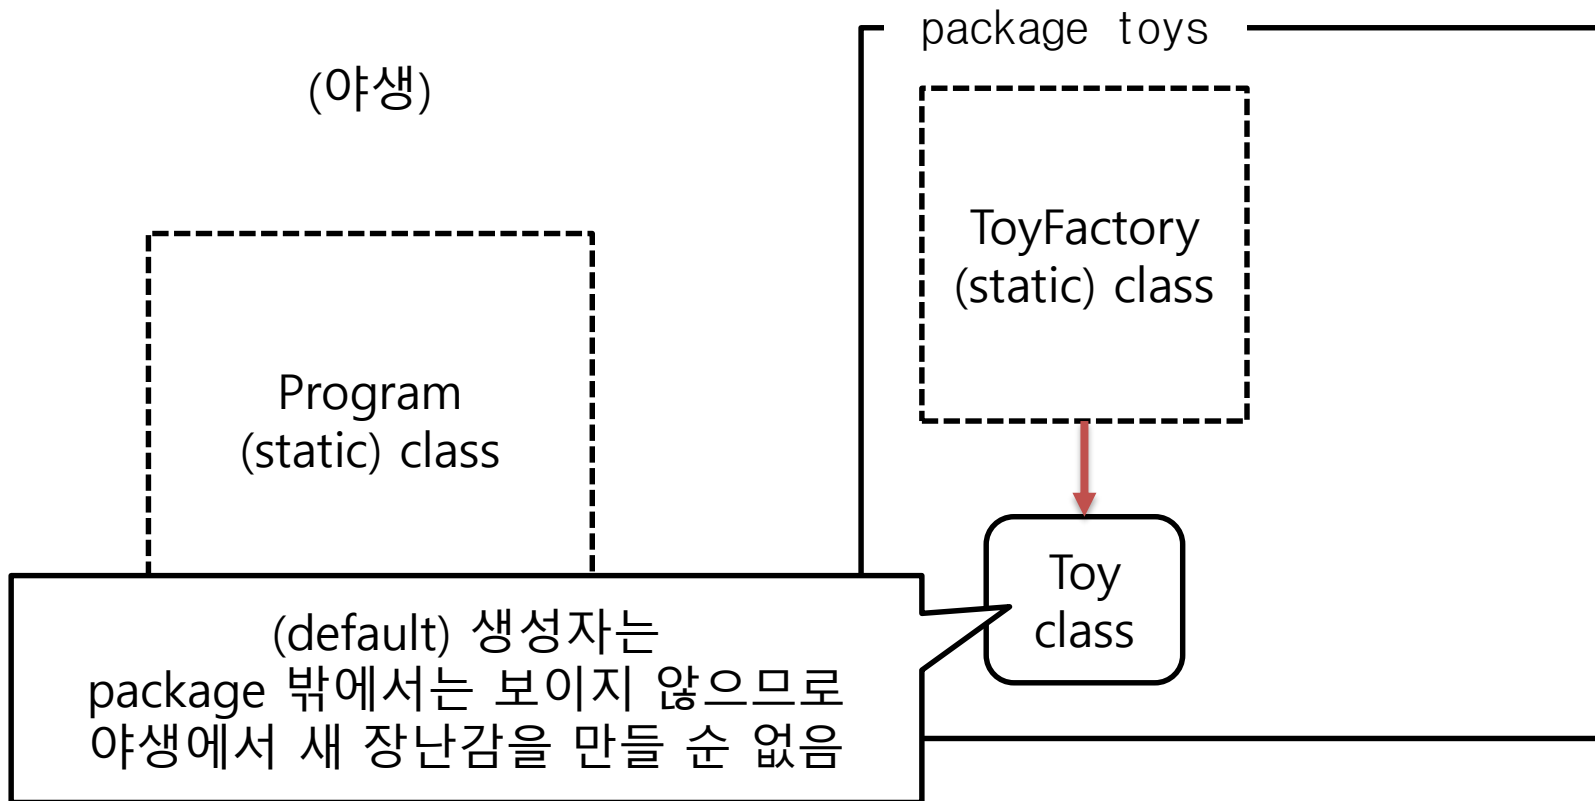 package toys
(야생)
ToyFactory
(static) class
Program
(static) class
Toy
class
(default) 생성자는
package 밖에서는 보이지 않으므로
야생에서 새 장난감을 만들 순 없음